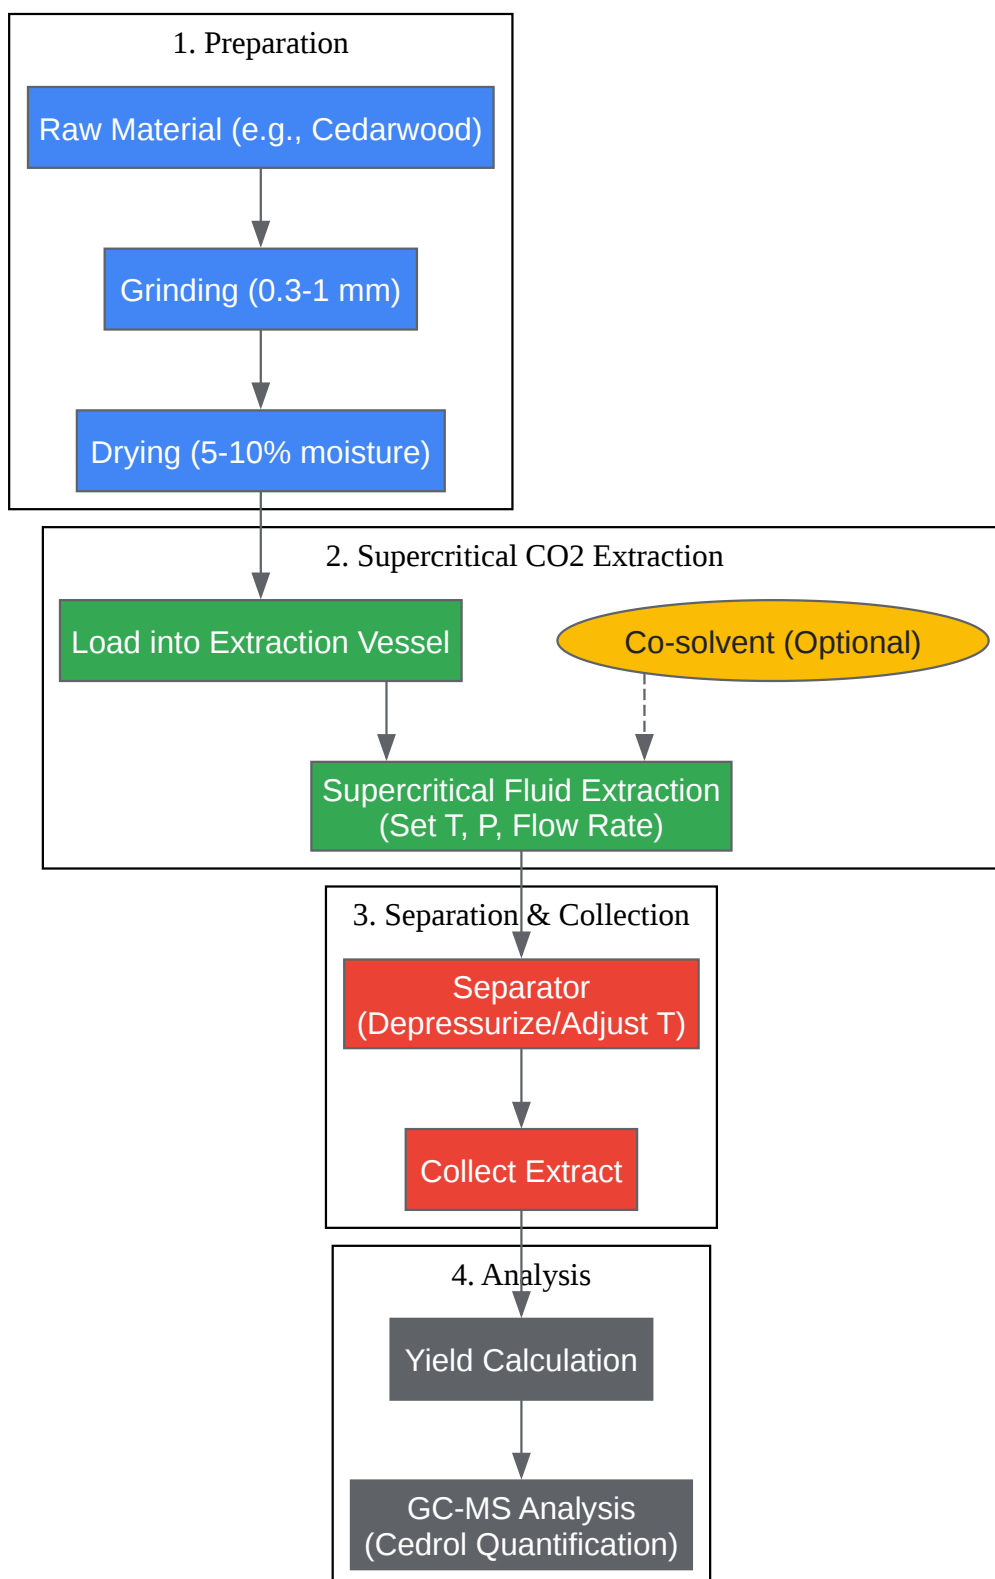 1. Preparation
Raw Material (e.g., Cedarwood)
Grinding (0.3-1 mm)
Drying (5-10% moisture)
2. Supercritical CO2 Extraction
Load into Extraction Vessel
Co-solvent (Optional)
Supercritical Fluid Extraction
(Set T, P, Flow Rate)
3. Separation & Collection
Separator
(Depressurize/Adjust T)
Collect Extract
4. Analysis
Yield Calculation
GC-MS Analysis
(Cedrol Quantification)